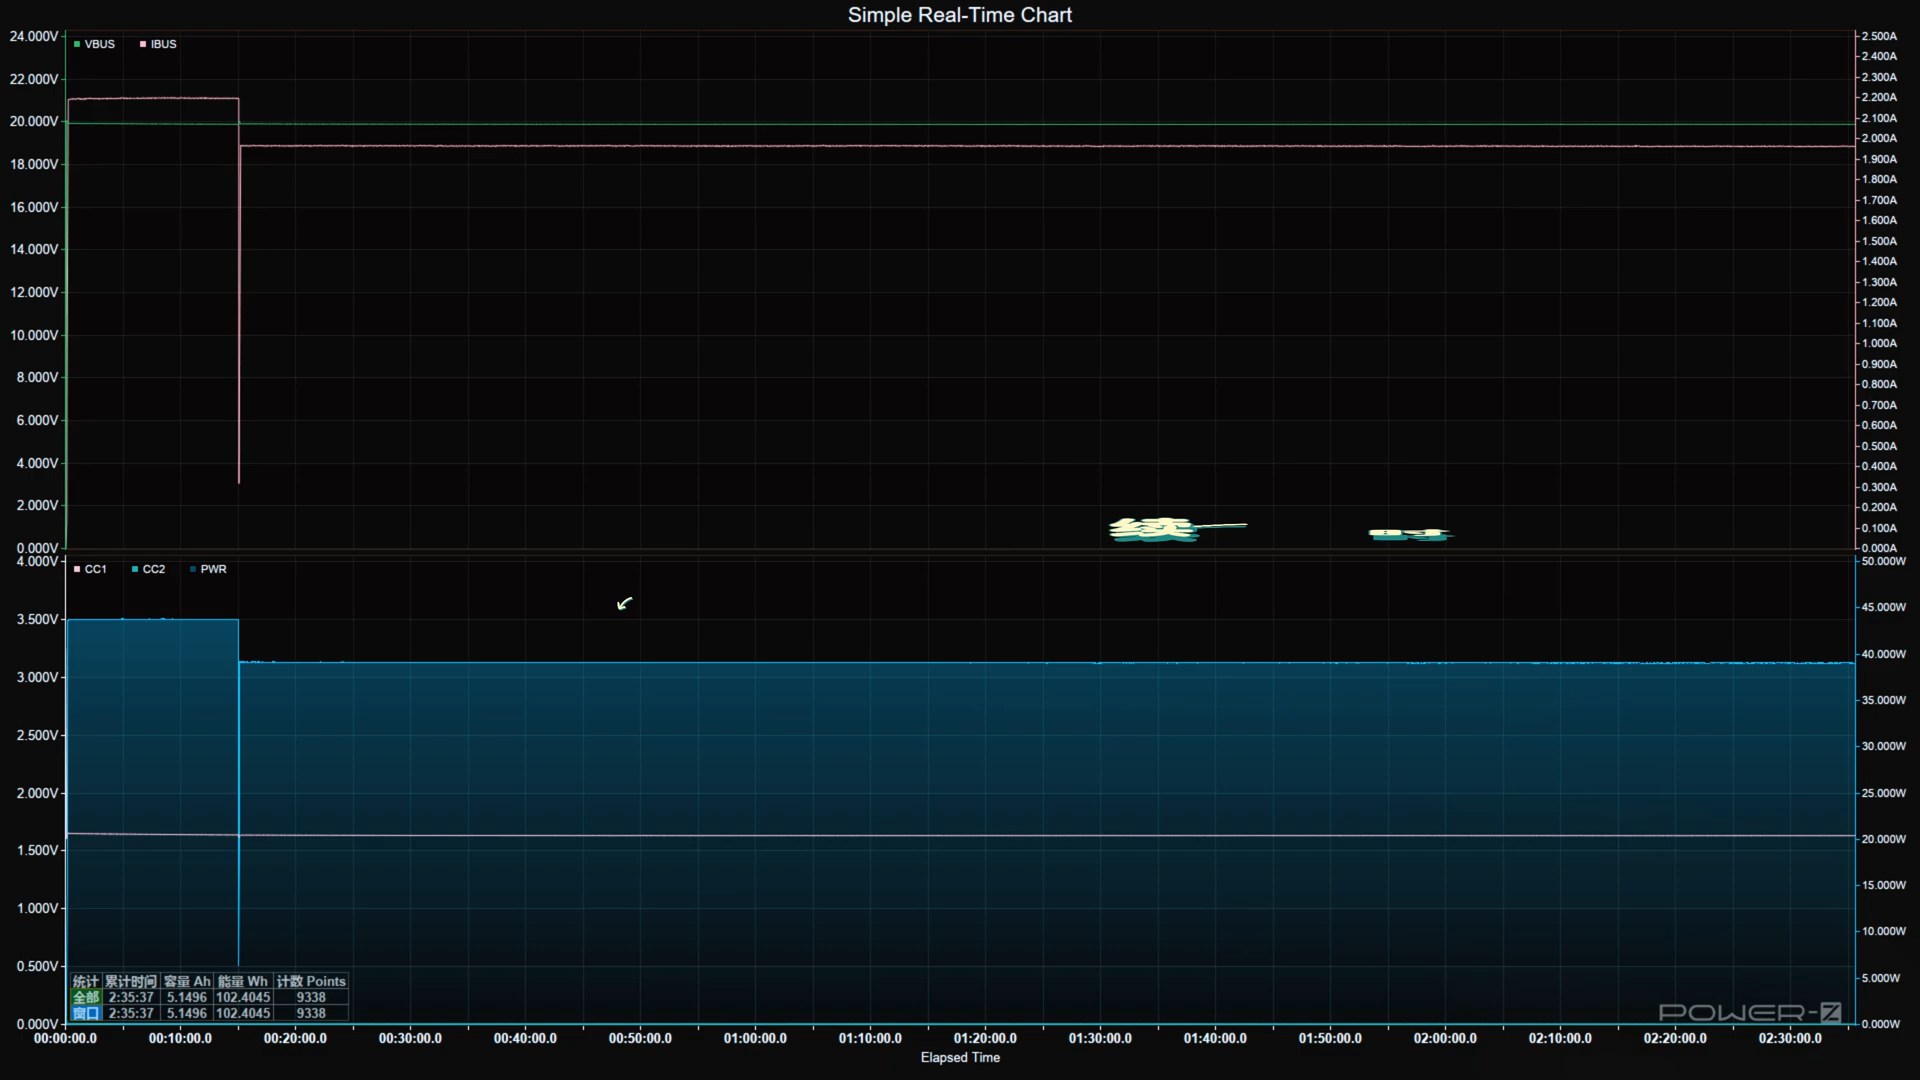 Simple Real-Time Chart
VBUS IBUS
24.000V
22.000V
20.000V
18.000V
16.000V
14.000V
12.000V
10.000V
8.000V
6.000V
4.000V
2.000V
0.000V
2.500A
2.400A
2.300A
2.200A
2.100A
2.000A
1.900A
1.800A
1.700A
1.600A
1.500A
1.400A
1.300A
1.200A
1.100A
1.000A
0.900A
0.800A
0.700A
0.600A
0.500A
0.400A
0.300A
0.200A
0.100A
0.000A
CC1 CC2 PWR
4.000V
3.500V
3.000V
2.500V
2.000V
1.500V
1.000V
0.500V
0.000V
50.000W
45.000W
40.000W
35.000W
30.000W
25.000W
20.000W
15.000W
10.000W
5.000W
0.000W
统计 累计时间 容量 Ah 能量 Wh 计数 Points
全部 2:35:37 5.1496 102.4045 9338
窗口 2:35:37 5.1496 102.4045 9338
POWER-Z
00:00:00.0 00:10:00.0 00:20:00.0 00:30:00.0 00:40:00.0 00:50:00.0 01:00:00.0 01:10:00.0 01:20:00.0 01:30:00.0 01:40:00.0 01:50:00.0 02:00:00.0 02:10:00.0 02:20:00.0 02:30:00.0
Elapsed Time